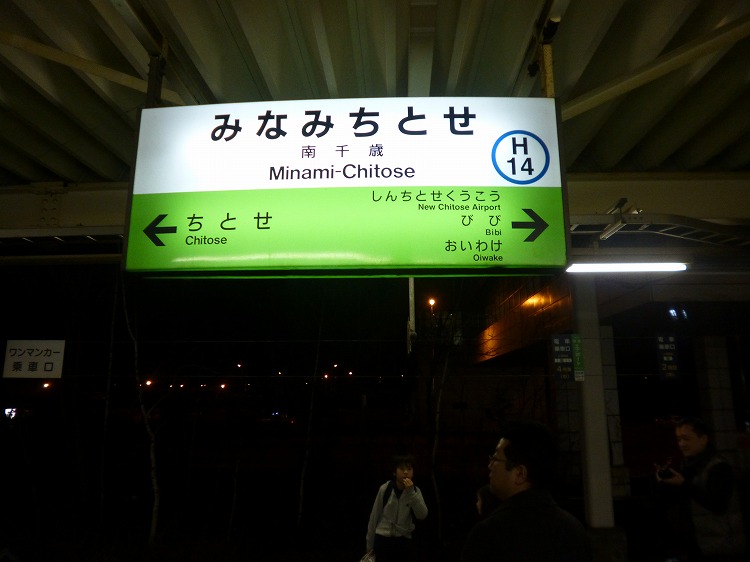 みなみちとせ
南千歳
Minami-Chitose
H
14
ちとせ
Chitose
しんちとせくうこう
New Chitose Airport
びび
Bibi
おいわけ
Oiwake
ワンマンカー
乗車口